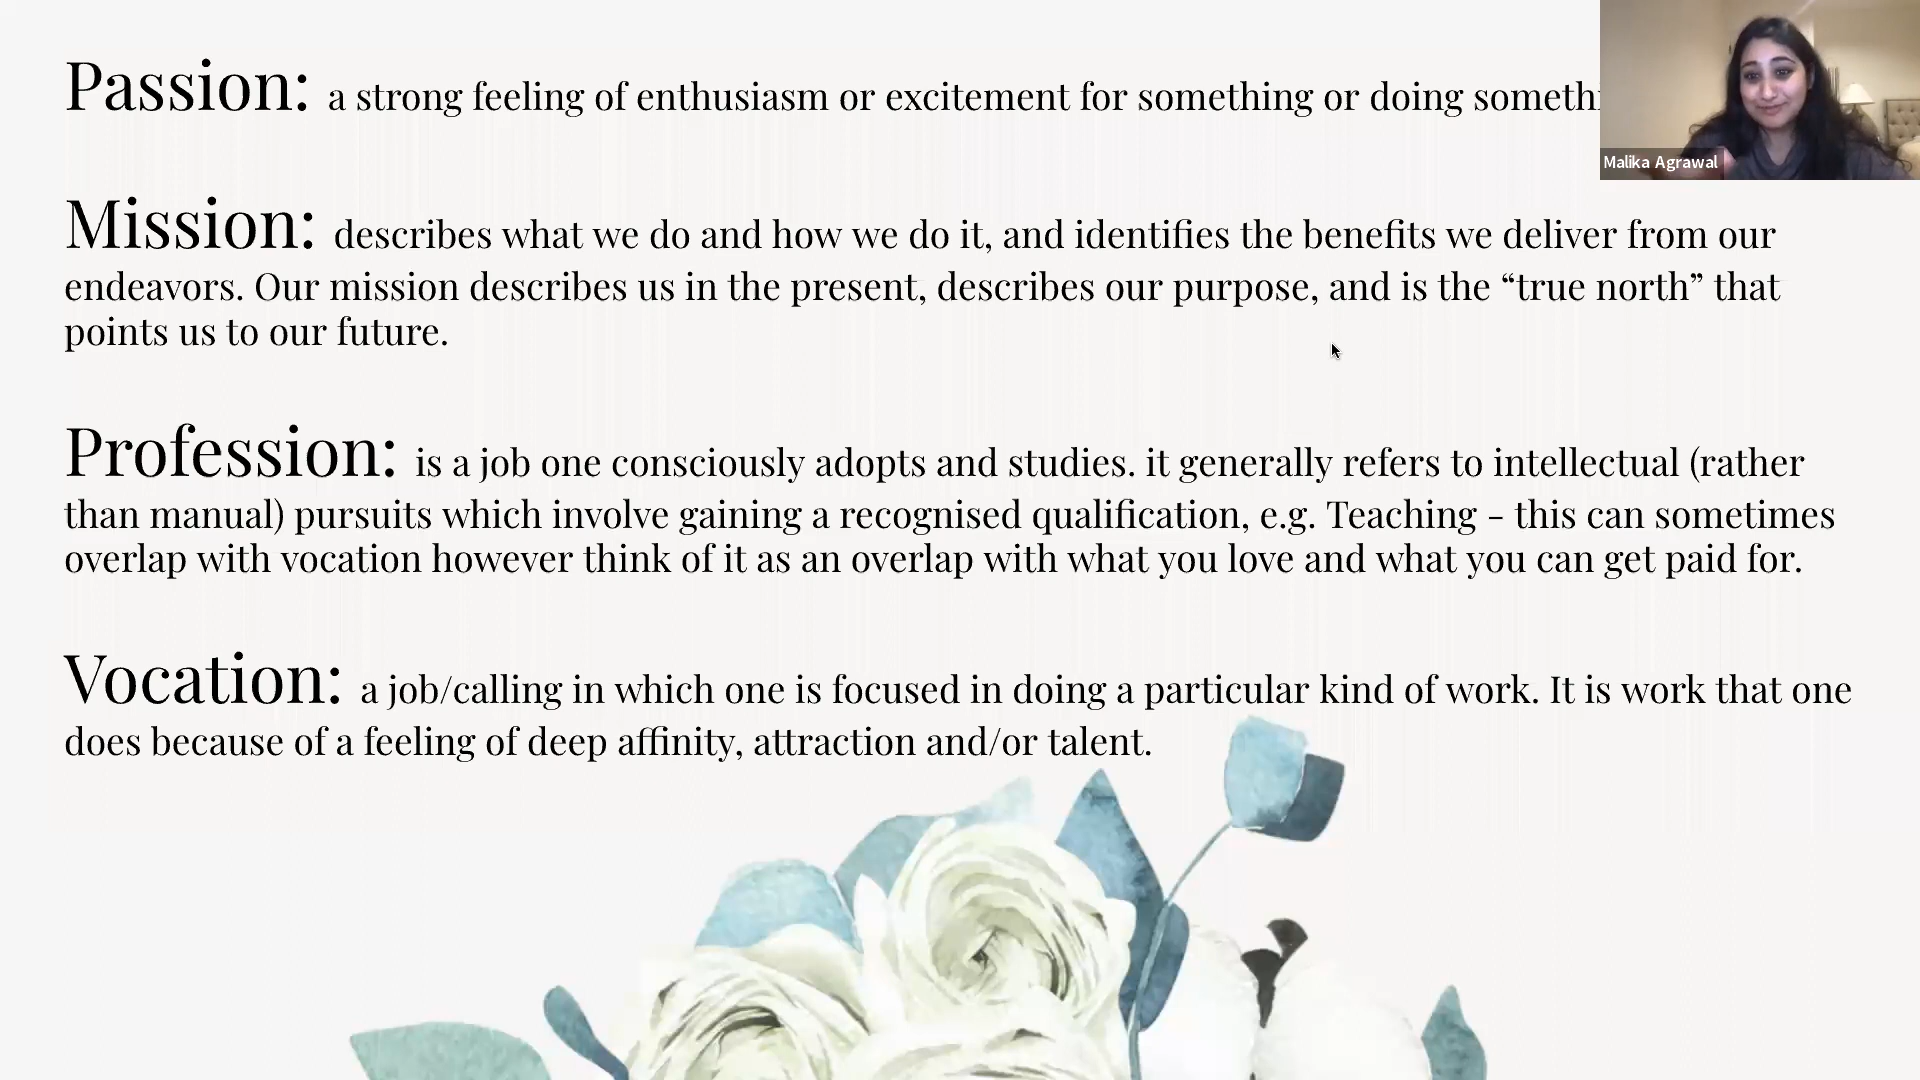 Passion: a strong feeling of enthusiasm or excitement for something or doing
Malika Agrawal
Mission: describes what we do and how we do it, and identifies the benefits we deliver from our
endeavors. Our mission describes us in the present, describes our purpose, and is the “true north” that
points us to our future.
Profession: is a job one consciously adopts and studies. it generally refers to intellectual (rather
than manual) pursuits which involve gaining a recognised qualification, e.g. Teaching - this can sometimes
overlap with vocation however think of it as an overlap with what you love and what you can get paid for.
Vocation: a job/calling in which one is focused in doing a particular kind of work. It is work that one
does because of a feeling of deep affinity, attraction and/or talent.